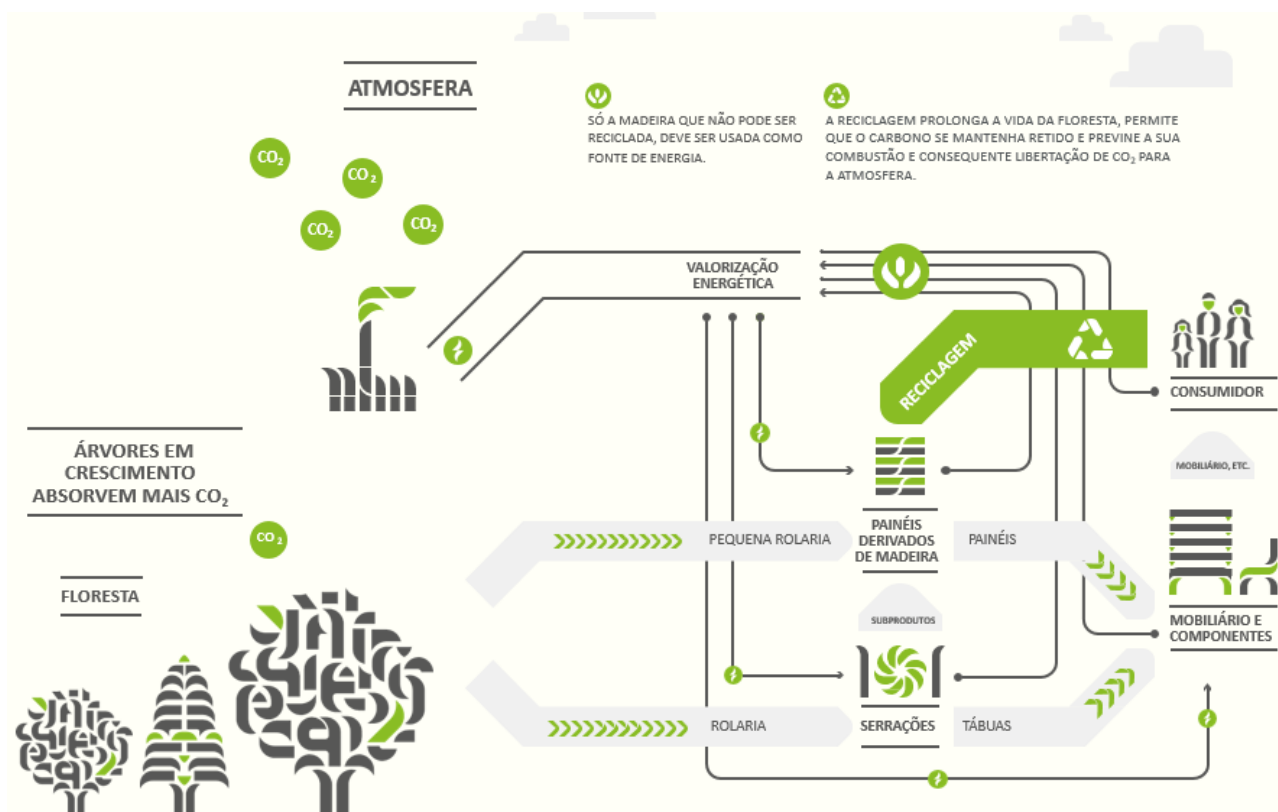 ATMOSFERA
SÓ A MADEIRA QUE NÃO PODE SER
RECICLADA, DEVE SER USADA COMO
FONTE DE ENERGIA.
A RECICLAGEM PROLONGA A VIDA DA FLORESTA, PERMITE
QUE O CARBONO SE MANTENHA RETIDO E PREVINE A SUA
COMBUSTÃO E CONSEQUENTE LIBERTAÇÃO DE CO₂ PARA
A ATMOSFERA.
CO₂
CO₂
CO₂
CO₂
VALORIZAÇÃO
ENERGÉTICA
RECICLAGEM
CONSUMIDOR
ÁRVORES EM
CRESCIMENTO
ABSORVEM MAIS CO₂
MOBILIÁRIO, ETC.
CO₂
PEQUENA ROLARIA
PAINÉIS
DERIVADOS
DE MADEIRA
PAINÉIS
FLORESTA
SUBPRODUTOS
MOBILIÁRIO E
COMPONENTES
ROLARIA
SERRAÇÕES
TÁBUAS